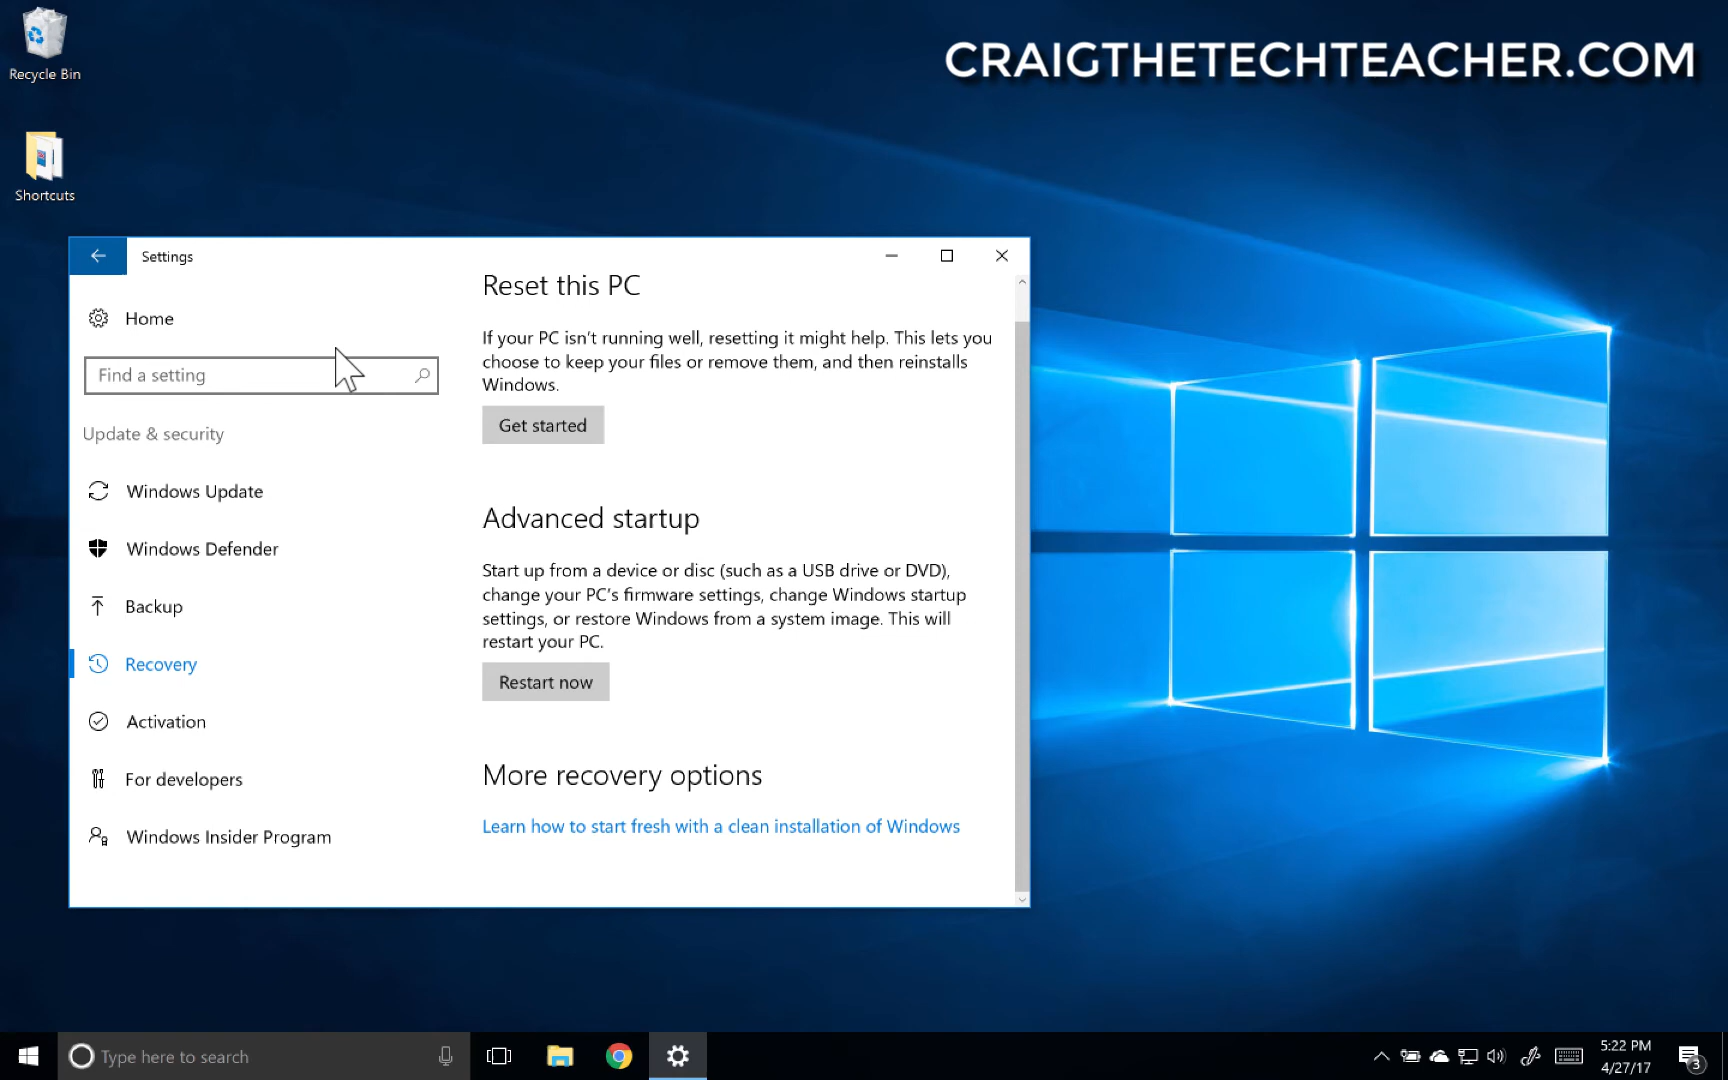 Recycle Bin
CRAIGTHETECHTEACHER.COM
Shortcuts
Settings
Home
Find a setting
Update & security
Windows Update
Windows Defender
Backup
Recovery
Activation
For developers
Windows Insider Program
Reset this PC
If your PC isn't running well, resetting it might help. This lets you
choose to keep your files or remove them, and then reinstalls
Windows.
Get started
Advanced startup
Start up from a device or disc (such as a USB drive or DVD),
change your PC's firmware settings, change Windows startup
settings, or restore Windows from a system image. This will
restart your PC.
Restart now
More recovery options
Learn how to start fresh with a clean installation of Windows
Type here to search
5:22 PM
4/27/17
3